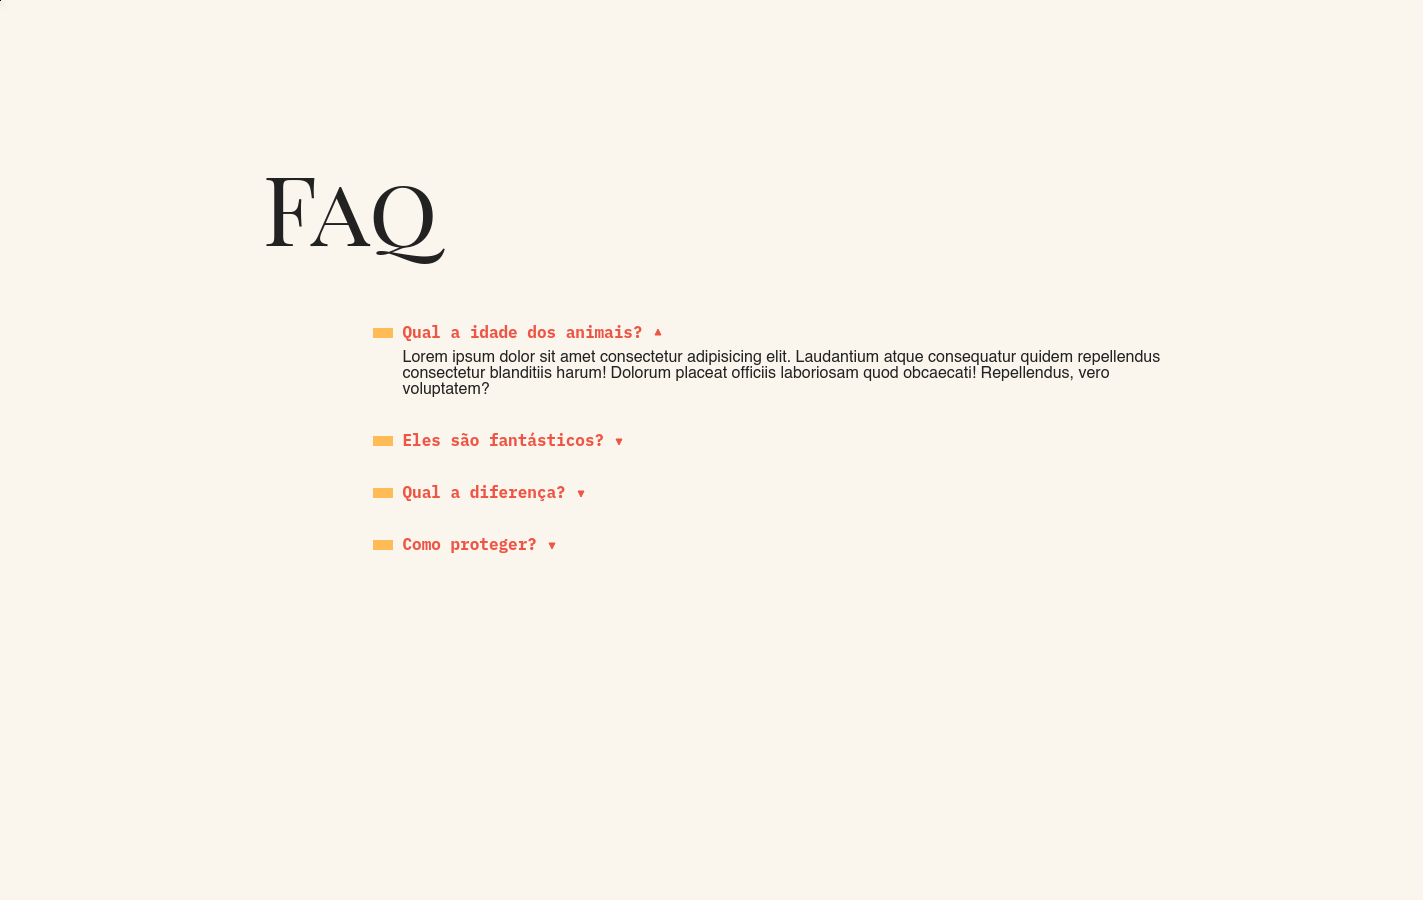 FAQ
Qual a idade dos animais? ▲
Lorem ipsum dolor sit amet consectetur adipisicing elit. Laudantium atque consequatur quidem repellendus
consectetur blanditiis harum! Dolorum placeat officiis laboriosam quod obcaecati! Repellendus, vero
voluptatem?
Eles são fantásticos? ▼
Qual a diferença? ▼
Como proteger? ▼